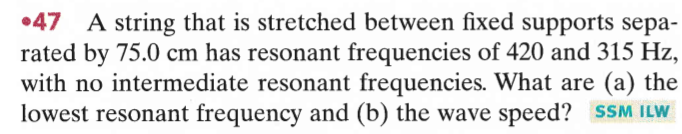 •47 A string that is stretched between fixed supports sepa-
rated by 75.0 cm has resonant frequencies of 420 and 315 Hz,
with no intermediate resonant frequencies. What are (a) the
lowest resonant frequency and (b) the wave speed? SSM ILW